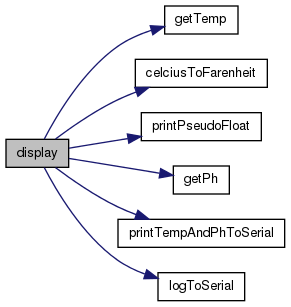 getTemp
celciusToFarenheit
printPseudoFloat
display
getPh
printTempAndPhToSerial
logToSerial